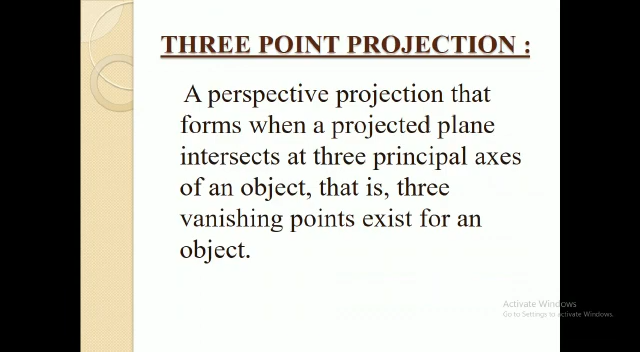 THREE POINT PROJECTION :
A perspective projection that
forms when a projected plane
intersects at three principal axes
of an object, that is, three
vanishing points exist for an
object.
Activate Windows
Go to Settings to activate Windows.